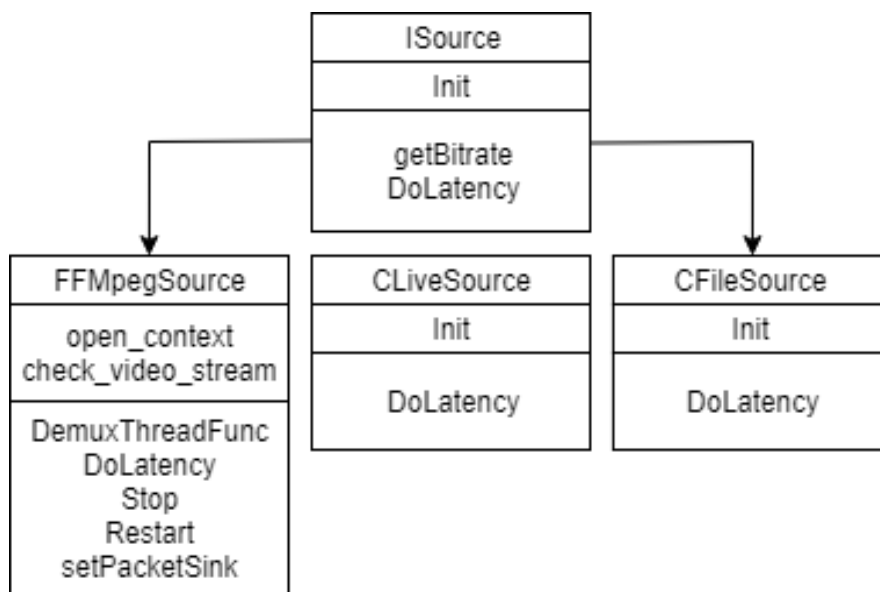 ISource
Init
getBitrate
DoLatency
FFMpegSource
open_context
check_video_stream
DemuxThreadFunc
DoLatency
Stop
Restart
setPacketSink
CLiveSource
Init
DoLatency
CFileSource
Init
DoLatency